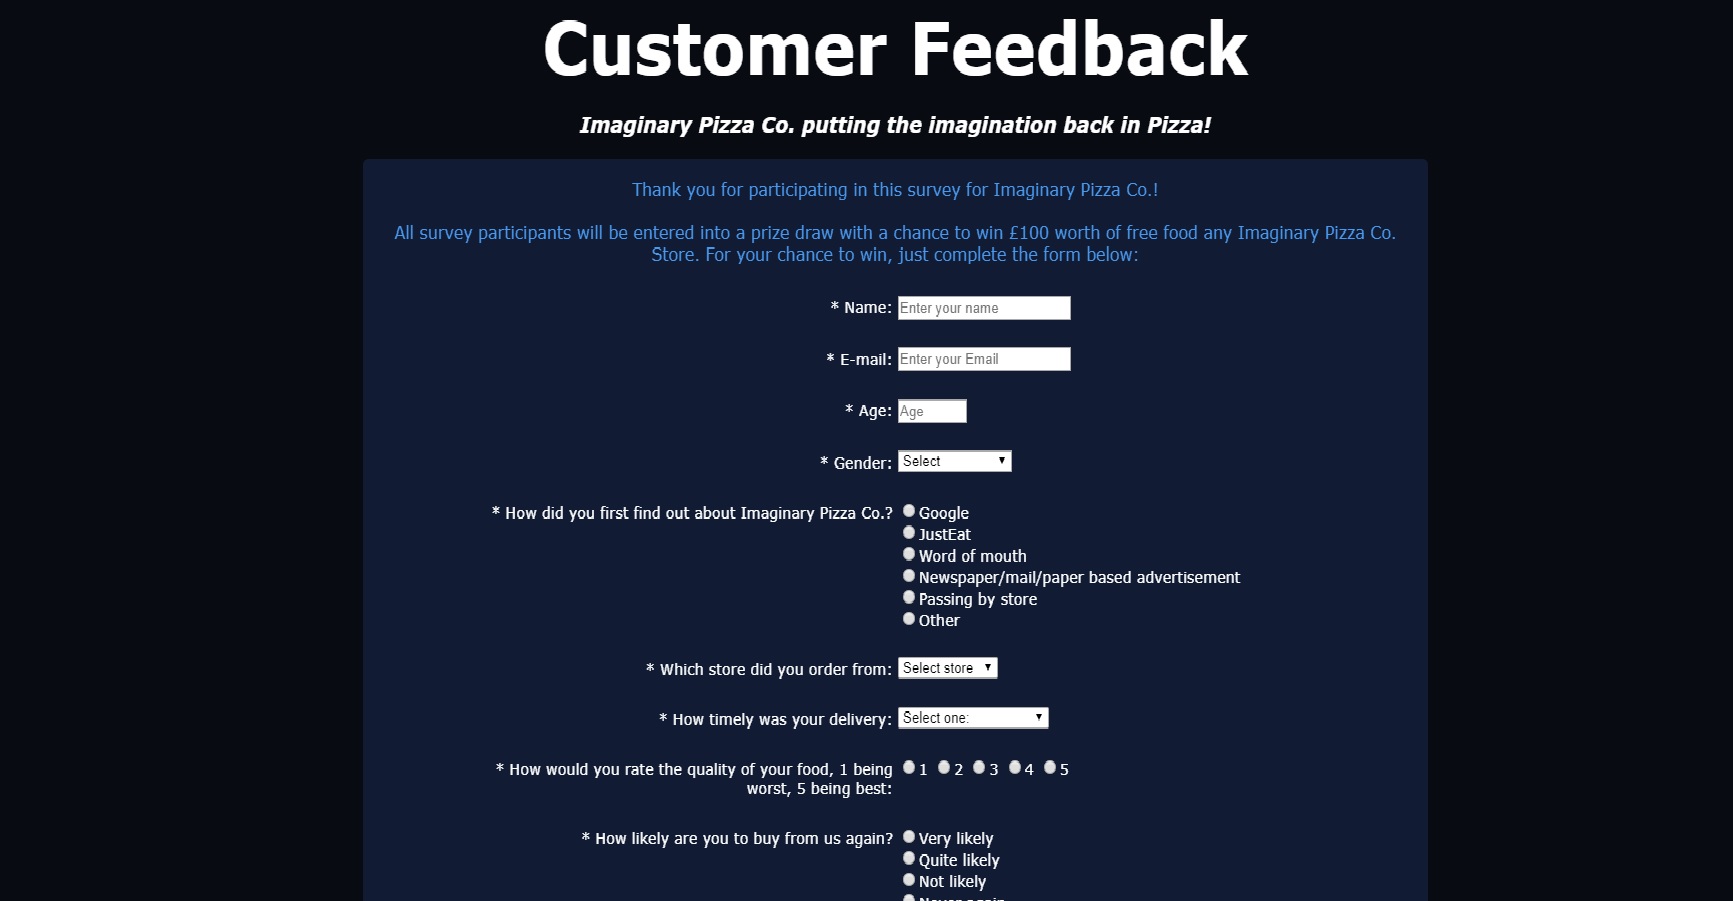 Customer Feedback
Imaginary Pizza Co. putting the imagination back in Pizza!
Thank you for participating in this survey for Imaginary Pizza Co.!
All survey participants will be entered into a prize draw with a chance to win £100 worth of free food any Imaginary Pizza Co.
Store. For your chance to win, just complete the form below:
* Name: Enter your name
* E-mail: Enter your Email
* Age: Age
* Gender: Select
* How did you first find out about Imaginary Pizza Co.? Google
JustEat
Word of mouth
Newspaper/mail/paper based advertisement
Passing by store
Other
* Which store did you order from: Select store
* How timely was your delivery: Select one:
* How would you rate the quality of your food, 1 being 1 2 3 4 5
worst, 5 being best:
* How likely are you to buy from us again? Very likely
Quite likely
Not likely